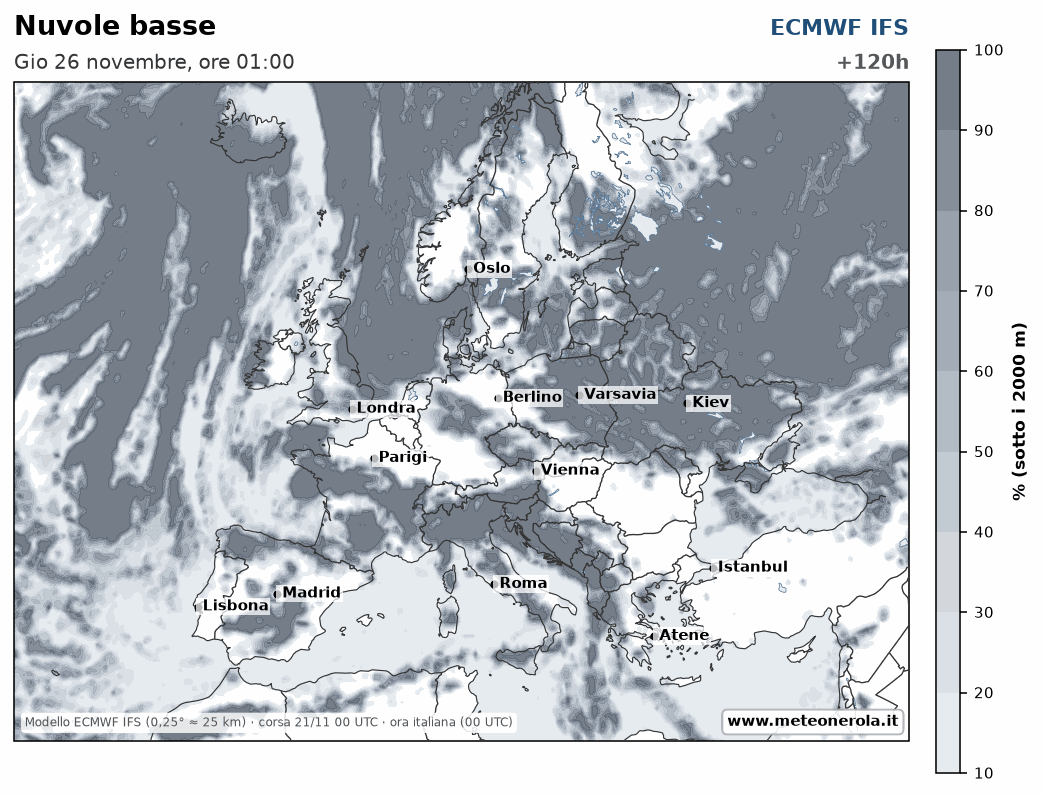 Nuvole basse
ECMWF IFS
Gio 26 novembre, ore 01:00
+120h
100
90
80
70
60
50
40
30
20
10
% (sotto i 2000 m)
Oslo
Londra
Berlino
Varsavia
Kiev
Parigi
Vienna
Istanbul
Roma
Madrid
Lisbona
Atene
Modello ECMWF IFS (0,25° ≈ 25 km) · corsa 21/11 00 UTC · ora italiana (00 UTC)
www.meteonerola.it